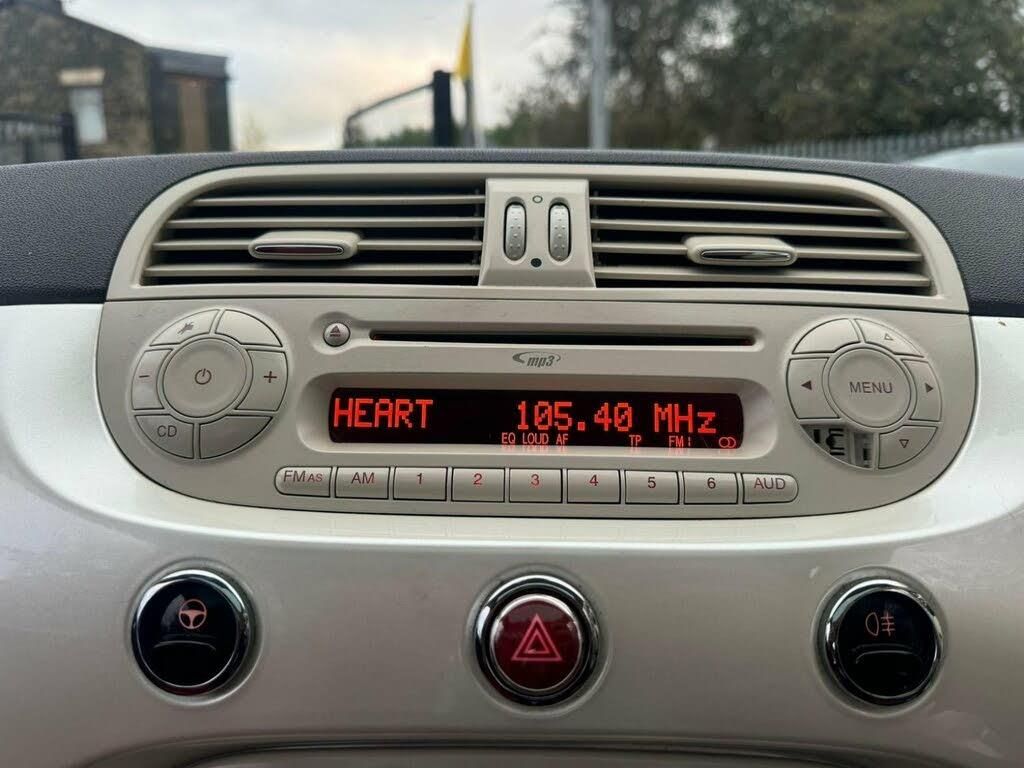 mp3
HEART 105.40 MHz
EQ LOUD AF TP FM1
MENU
CD
FM AS AM 1 2 3 4 5 6 AUD